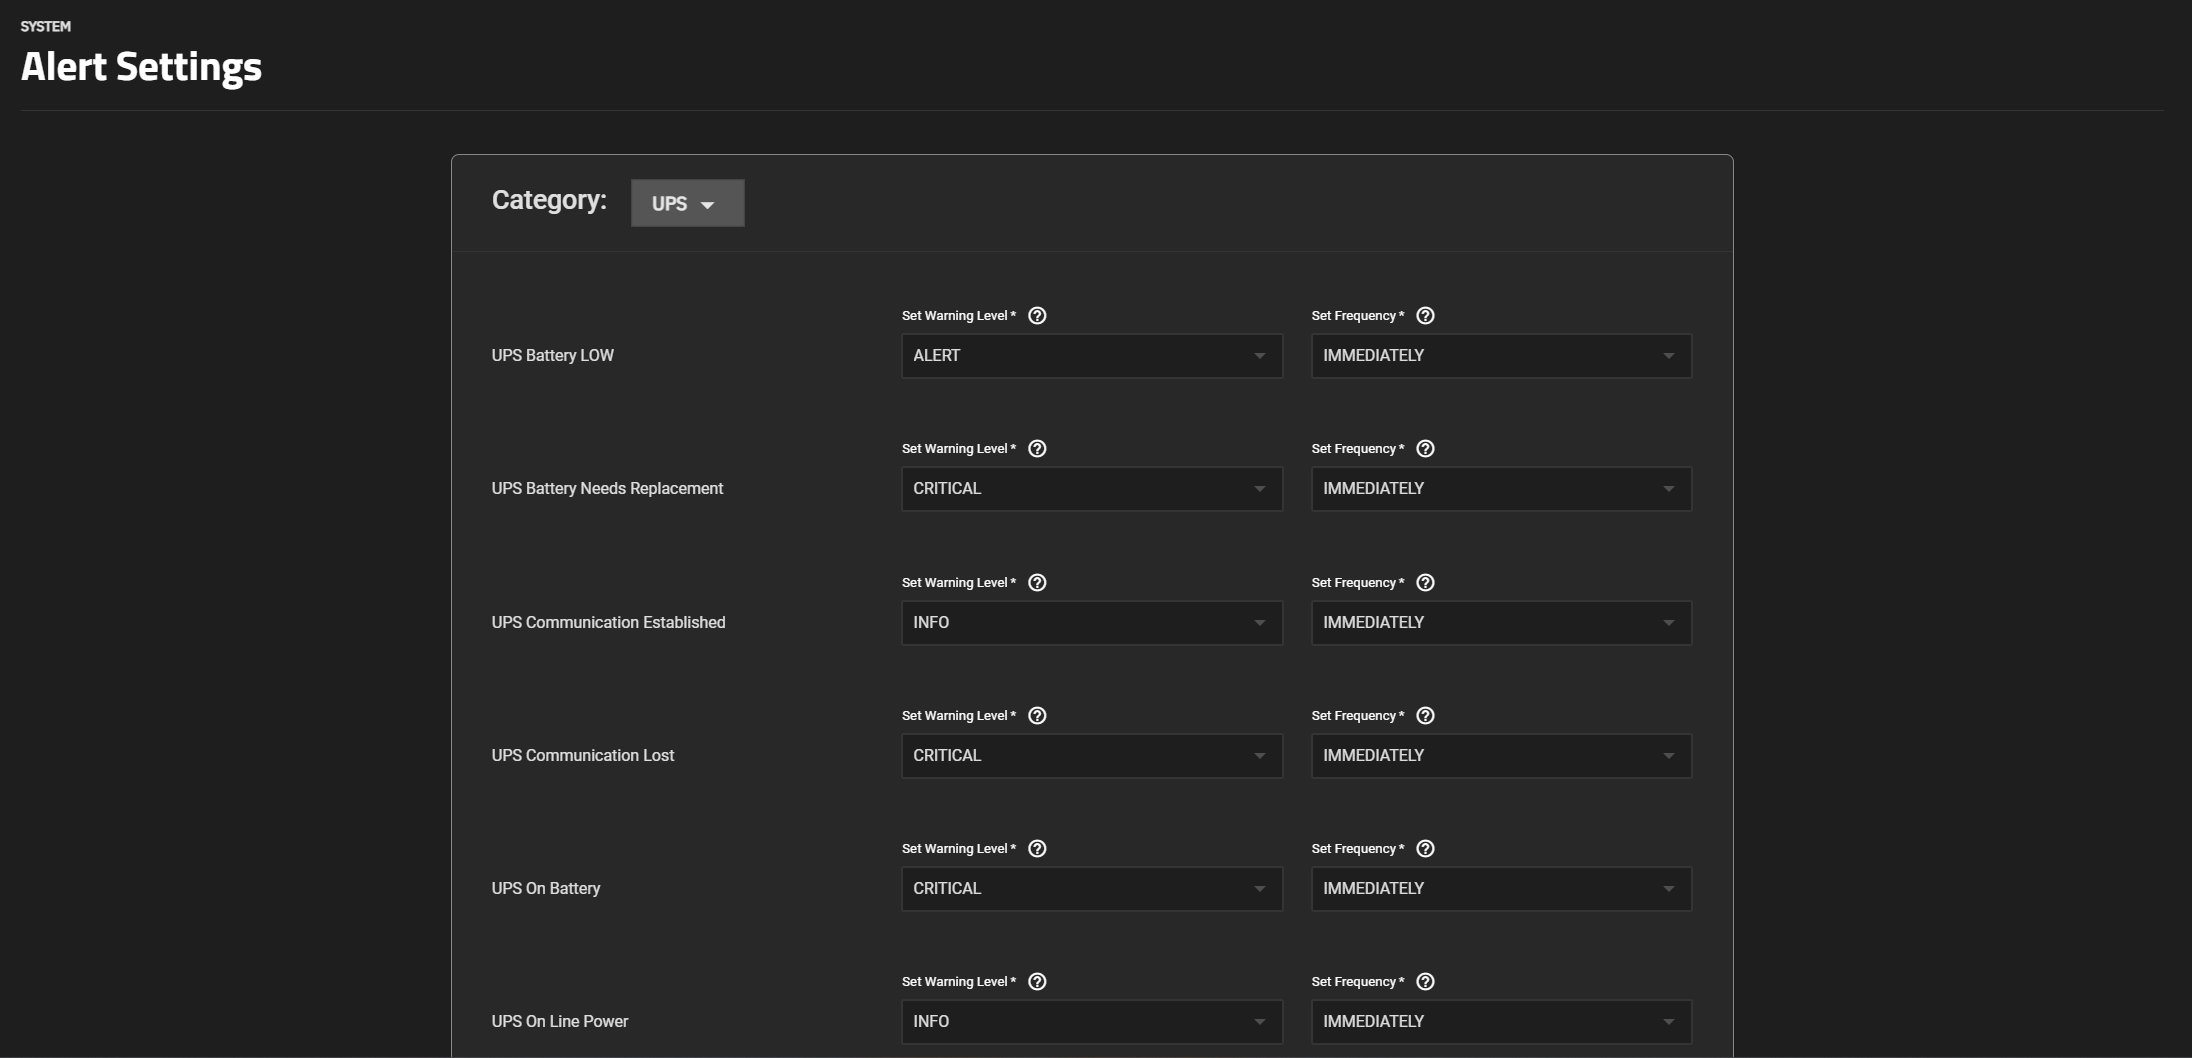 SYSTEM
Alert Settings
Category: UPS
Set Warning Level * Set Frequency *
UPS Battery LOW ALERT IMMEDIATELY
Set Warning Level * Set Frequency *
UPS Battery Needs Replacement CRITICAL IMMEDIATELY
Set Warning Level * Set Frequency *
UPS Communication Established INFO IMMEDIATELY
Set Warning Level * Set Frequency *
UPS Communication Lost CRITICAL IMMEDIATELY
Set Warning Level * Set Frequency *
UPS On Battery CRITICAL IMMEDIATELY
Set Warning Level * Set Frequency *
UPS On Line Power INFO IMMEDIATELY